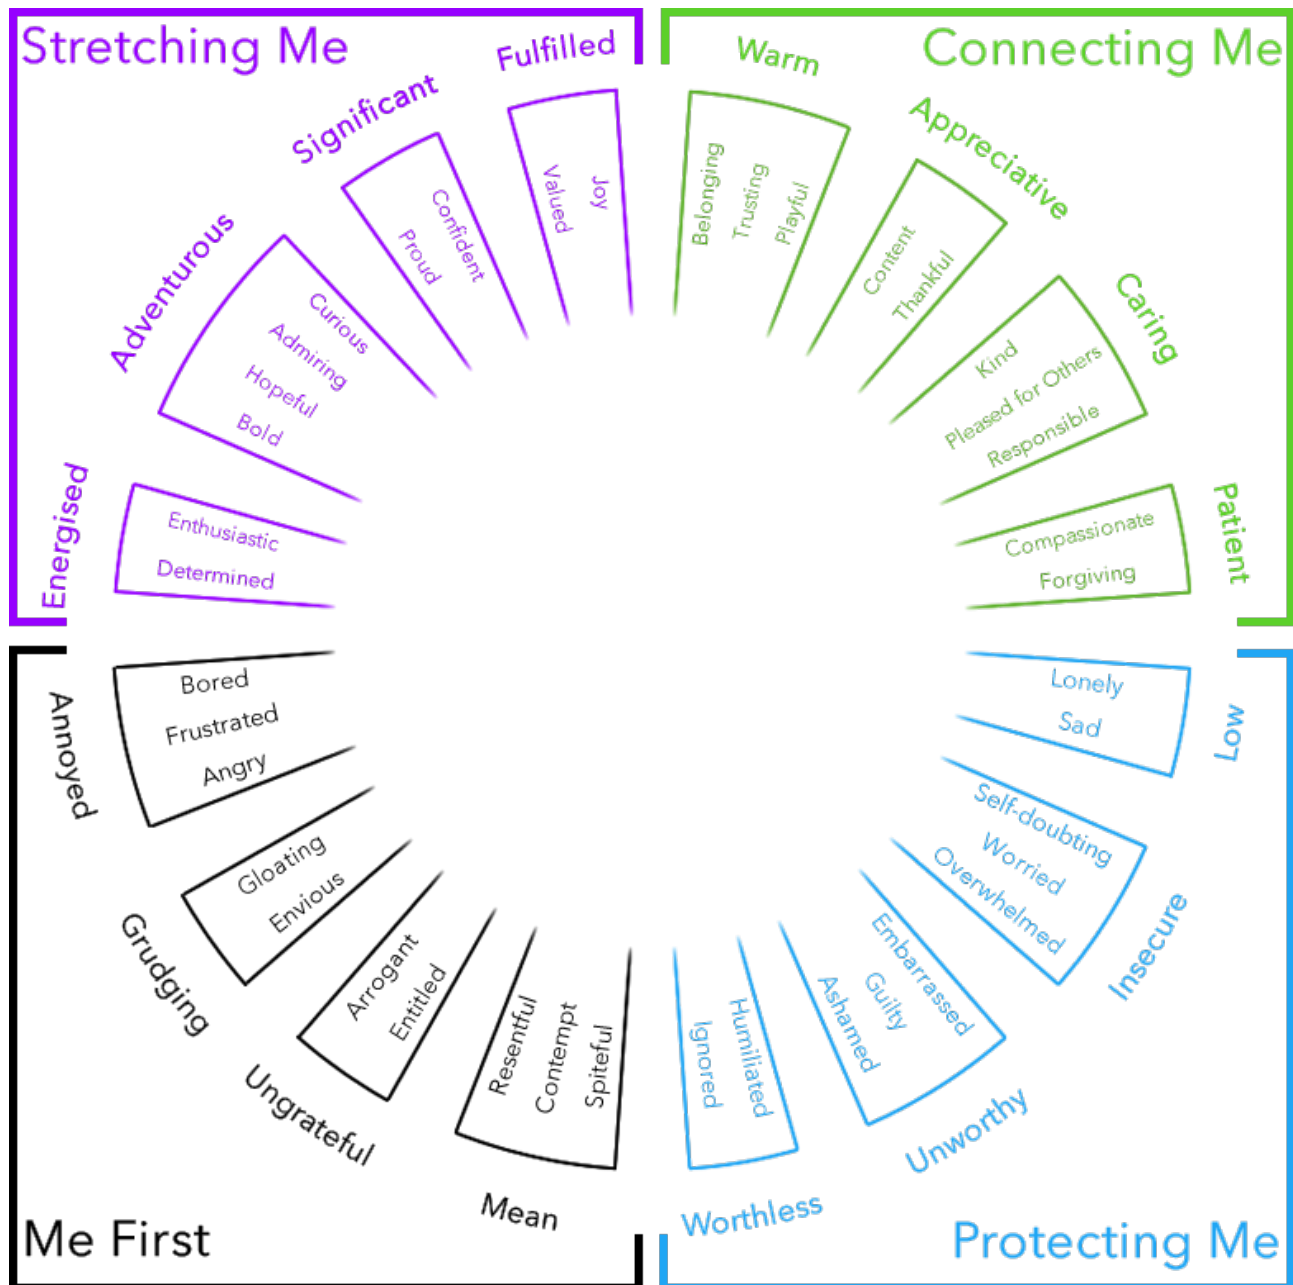 Stretching Me
Fulfilled
Valued
Joy
Significant
Proud
Confident
Adventurous
Curious
Admiring
Hopeful
Bold
Energised
Enthusiastic
Determined
Connecting Me
Warm
Belonging
Trusting
Playful
Appreciative
Content
Thankful
Caring
Kind
Pleased for Others
Responsible
Patient
Compassionate
Forgiving
Annoyed
Bored
Frustrated
Angry
Grudging
Gloating
Envious
Ungrateful
Arrogant
Entitled
Mean
Resentful
Contempt
Spiteful
Me First
Low
Lonely
Sad
Insecure
Self-doubting
Worried
Overwhelmed
Unworthy
Embarrassed
Guilty
Ashamed
Worthless
Humiliated
Ignored
Protecting Me